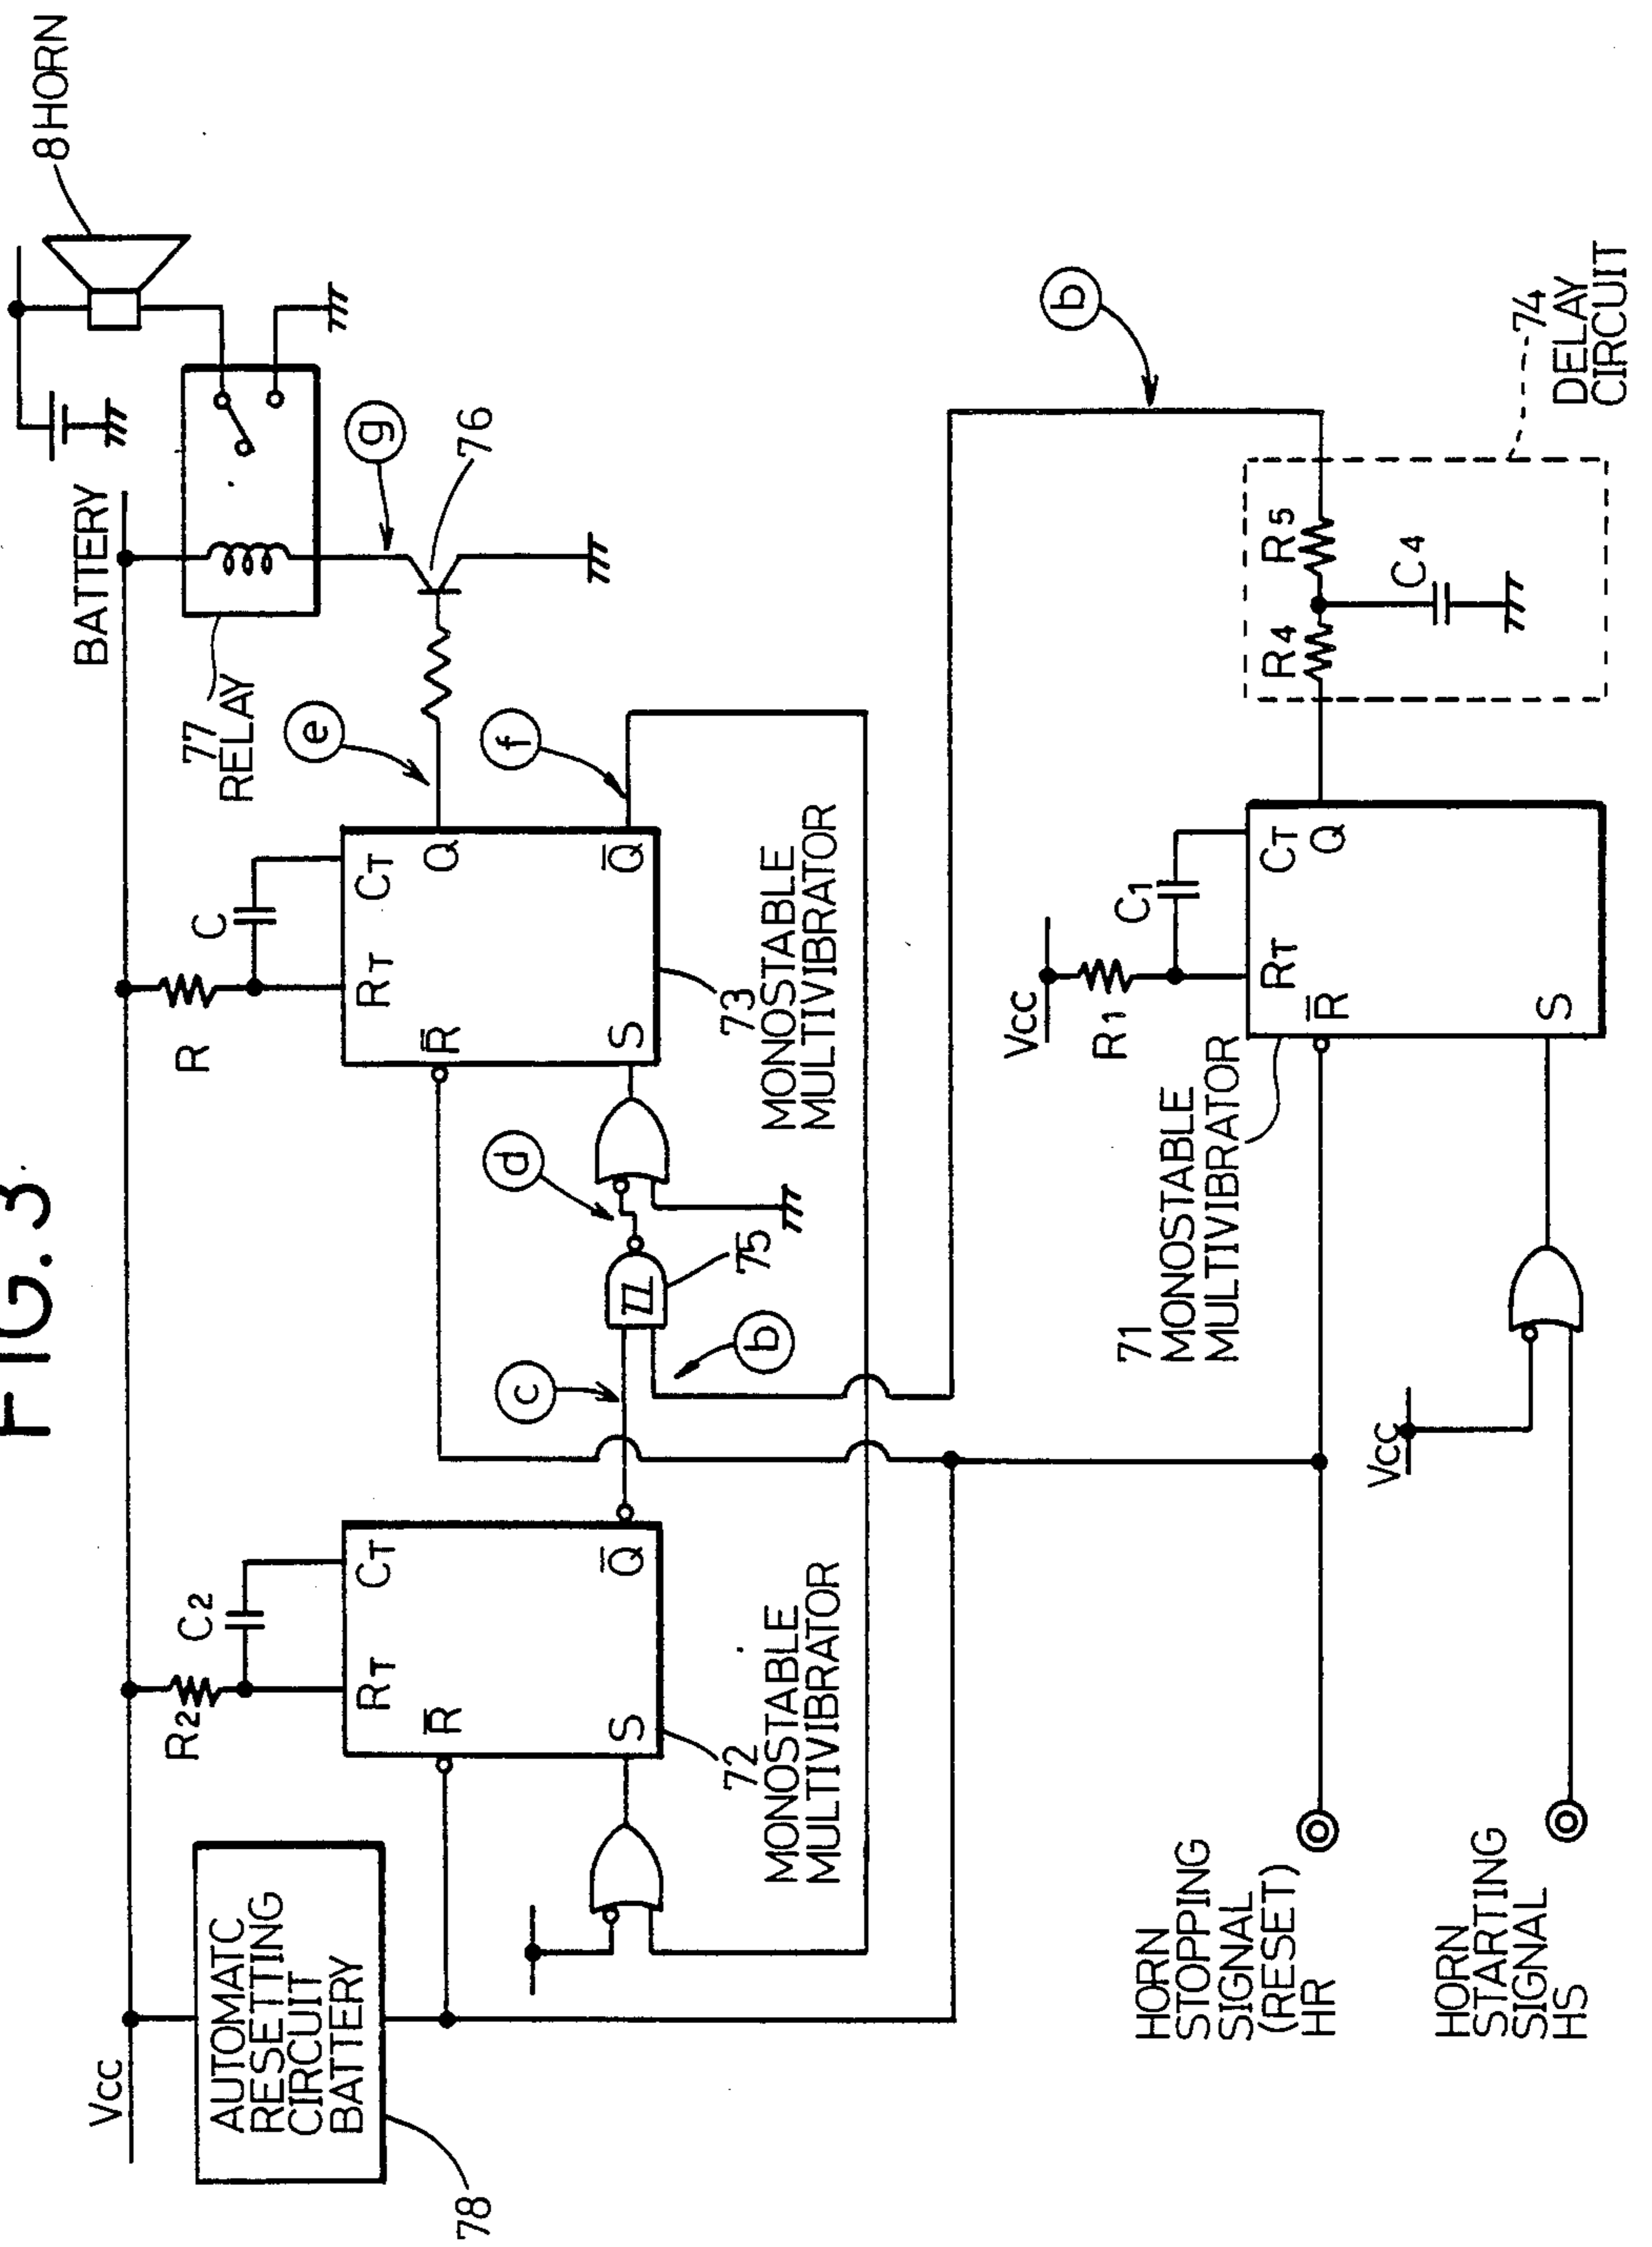 FIG.3
Vcc
AUTOMATC
RESETTING
CIRCUIT
BATTERY
78
R2
C2
RT
CT
R̅
S
Q̅
72
MONOSTABLE
MULTIVIBRATOR
c
b
75
d
R
C
RT
CT
R̅
S
Q
Q̅
73
MONOSTABLE
MULTIVIBRATOR
e
f
BATTERY
77
RELAY
g
76
8 HORN
HORN
STOPPING
SIGNAL
(RESET)
HR
HORN
STARTING
SIGNAL
HS
Vcc
71
MONOSTABLE
MULTIVIBRATOR
Vcc
R1
C1
RT
CT
R̅
Q
S
R4
R5
C4
b
74
DELAY
CIRCUIT